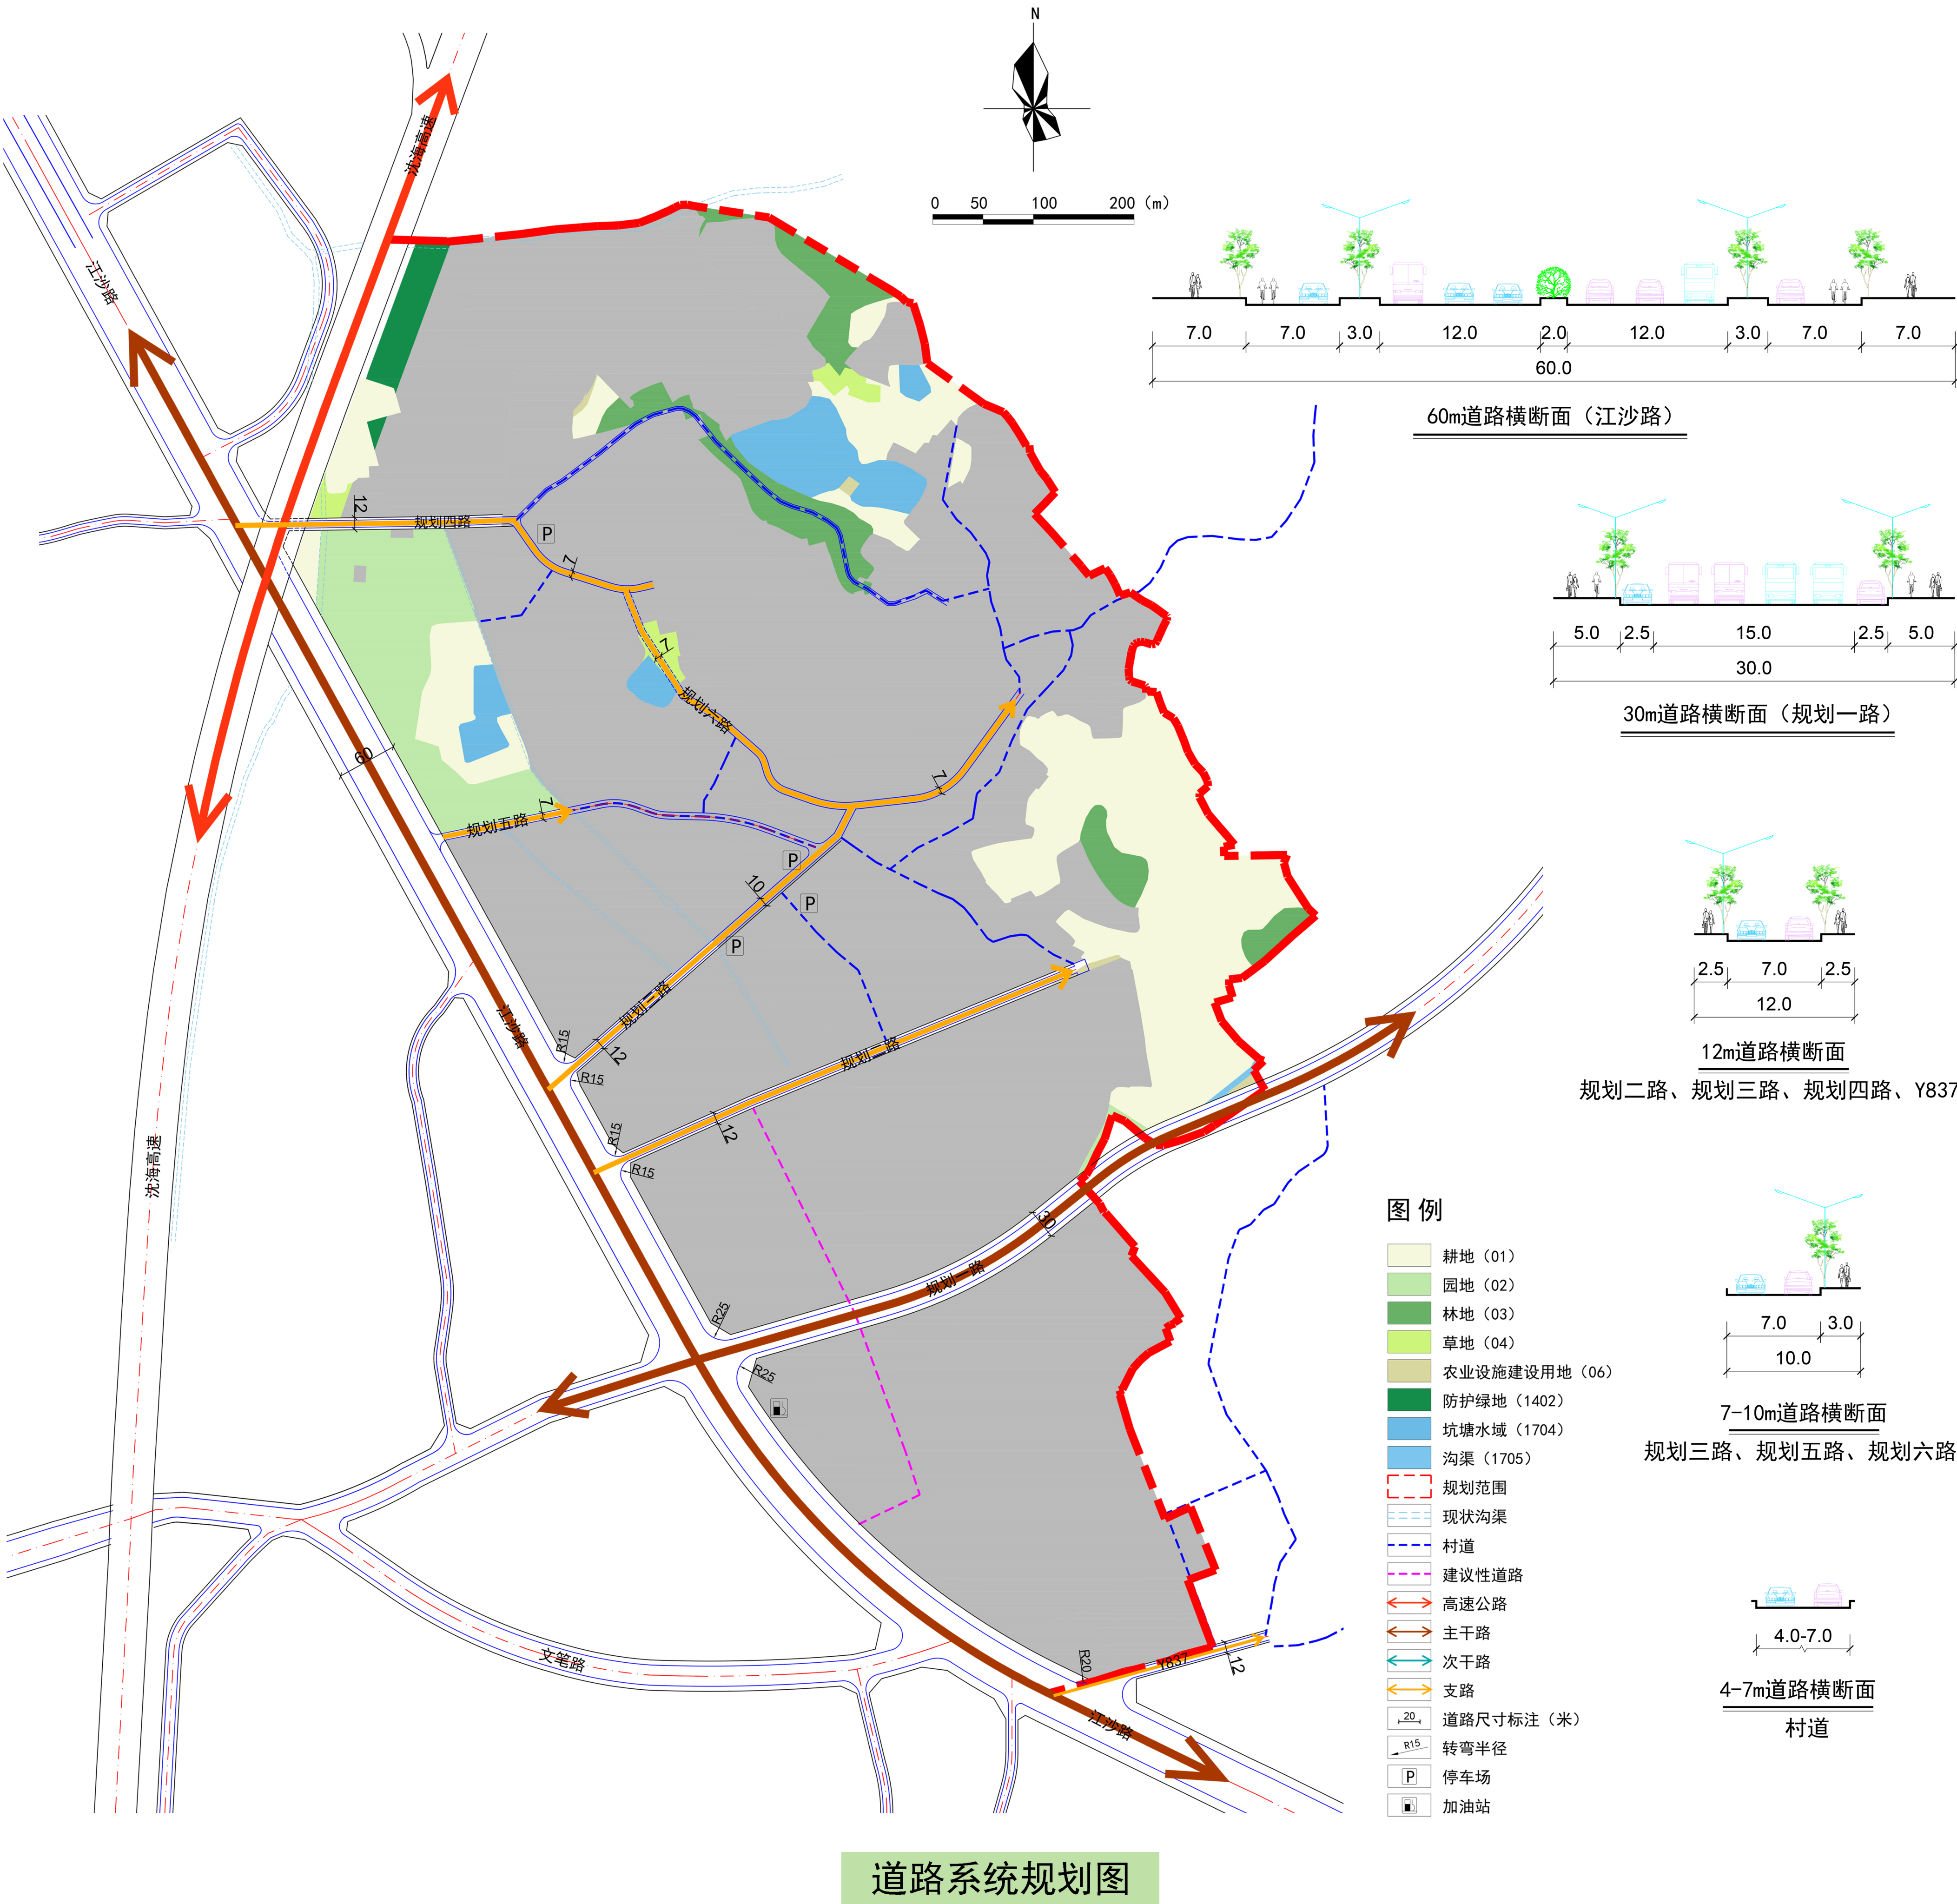 N
0 50 100 200 (m)
7.0 7.0 3.0 12.0 2.0 12.0 3.0 7.0 7.0
60.0
60m道路横断面（江沙路）
5.0 2.5 15.0 2.5 5.0
30.0
30m道路横断面（规划一路）
2.5 7.0 2.5
12.0
12m道路横断面
规划二路、规划三路、规划四路、Y837
7.0 3.0
10.0
7-10m道路横断面
规划三路、规划五路、规划六路
4.0-7.0
4-7m道路横断面
村道
沈海高速
江沙路
12
规划四路
P
7
7
规划六路
60
7
7
规划五路
P
10
P
P
规划三路
江沙路
R15
12
R15
规划二路
R15
12
R15
沈海高速
30
规划一路
R25
R25
文笔路
R20
Y837
12
江沙路
图 例
耕地（01）
园地（02）
林地（03）
草地（04）
农业设施建设用地（06）
防护绿地（1402）
坑塘水域（1704）
沟渠（1705）
规划范围
现状沟渠
村道
建议性道路
高速公路
主干路
次干路
支路
20 道路尺寸标注（米）
R15 转弯半径
P 停车场
加油站
道路系统规划图